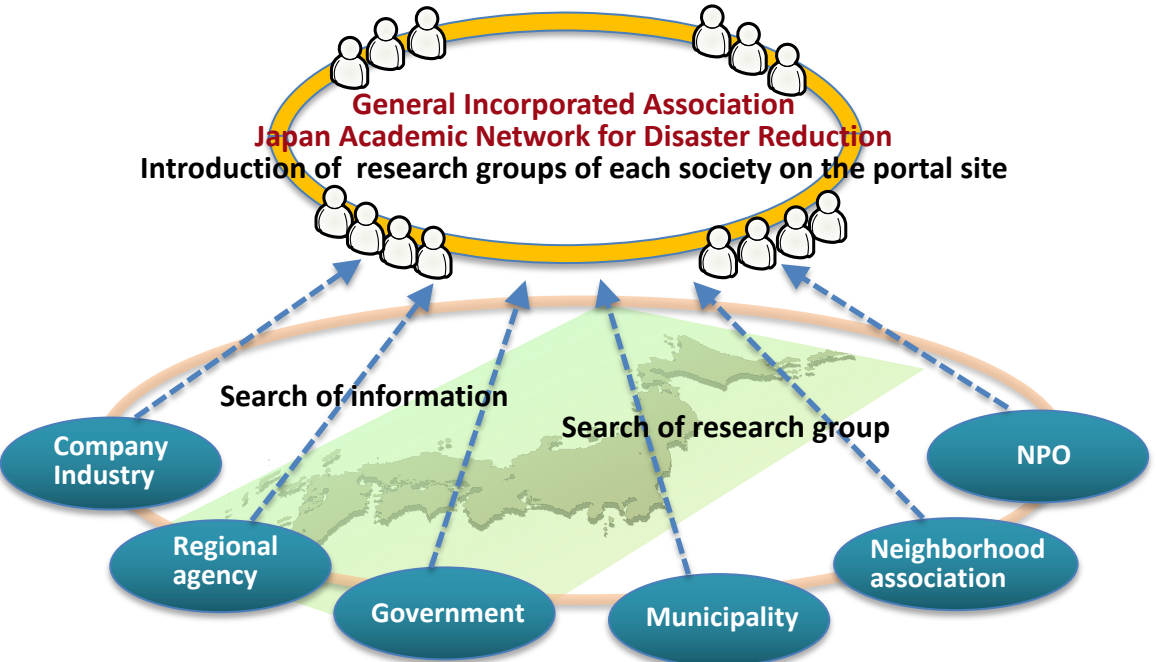 General Incorporated Association
Japan Academic Network for Disaster Reduction
Introduction of research groups of each society on the portal site
Search of information
Search of research group
Company
Industry
NPO
Regional
agency
Neighborhood
association
Government
Municipality